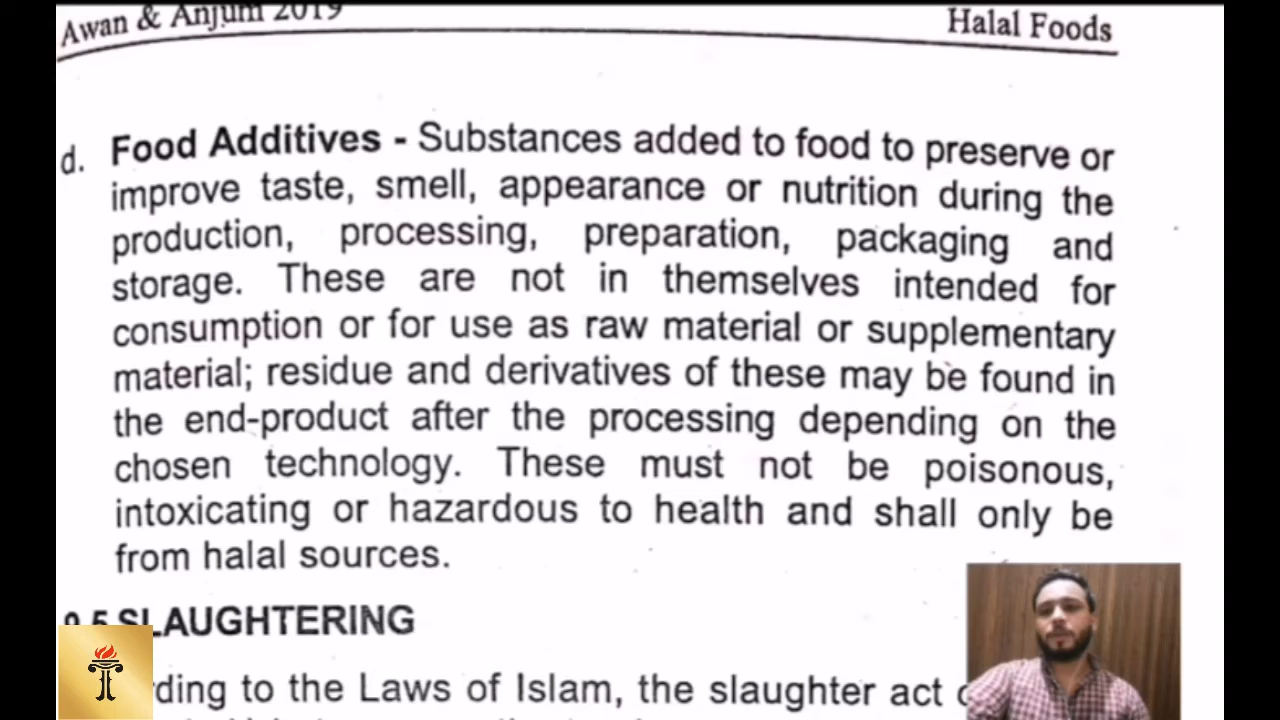 Awan & Anjum 2019
Halal Foods
d. Food Additives - Substances added to food to preserve or
improve taste, smell, appearance or nutrition during the
production, processing, preparation, packaging and
storage. These are not in themselves intended for
consumption or for use as raw material or supplementary
material; residue and derivatives of these may be found in
the end-product after the processing depending on the
chosen technology. These must not be poisonous,
intoxicating or hazardous to health and shall only be
from halal sources.
9.5 SLAUGHTERING
rding to the Laws of Islam, the slaughter act